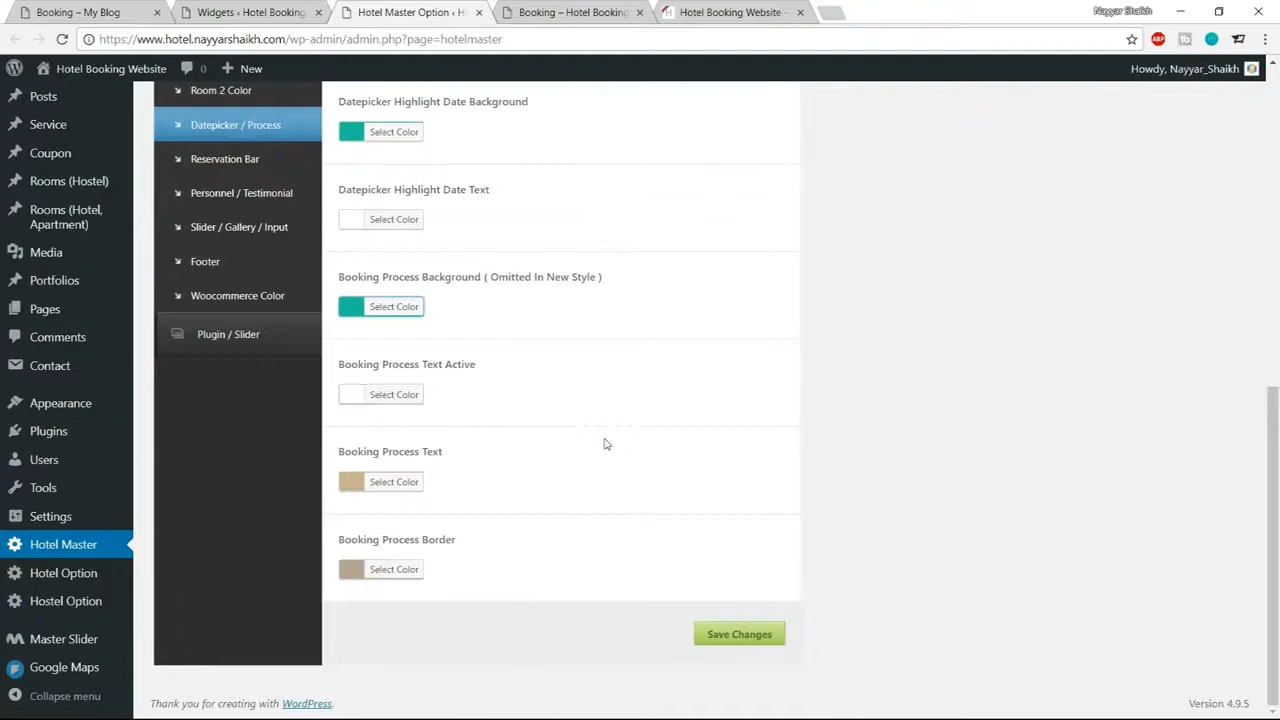 Booking – My Blog
Widgets ‹ Hotel Booking
Hotel Master Option ‹ H
Booking – Hotel Booking
Hotel Booking Website -
Nayyar Shaikh
https://www.hotel.nayyarshaikh.com/wp-admin/admin.php?page=hotelmaster
ABP
Hotel Booking Website
0
New
Howdy, Nayyar_Shaikh
Posts
Service
Coupon
Rooms (Hostel)
Rooms (Hotel,
Apartment)
Media
Portfolios
Pages
Comments
Contact
Appearance
Plugins
Users
Tools
Settings
Hotel Master
Hotel Option
Hostel Option
Master Slider
Google Maps
Collapse menu
Room 2 Color
Datepicker / Process
Reservation Bar
Personnel / Testimonial
Slider / Gallery / Input
Footer
Woocommerce Color
Plugin / Slider
Datepicker Highlight Date Background
Select Color
Datepicker Highlight Date Text
Select Color
Booking Process Background ( Omitted In New Style )
Select Color
Booking Process Text Active
Select Color
Booking Process Text
Select Color
Booking Process Border
Select Color
Save Changes
Thank you for creating with WordPress.
Version 4.9.5